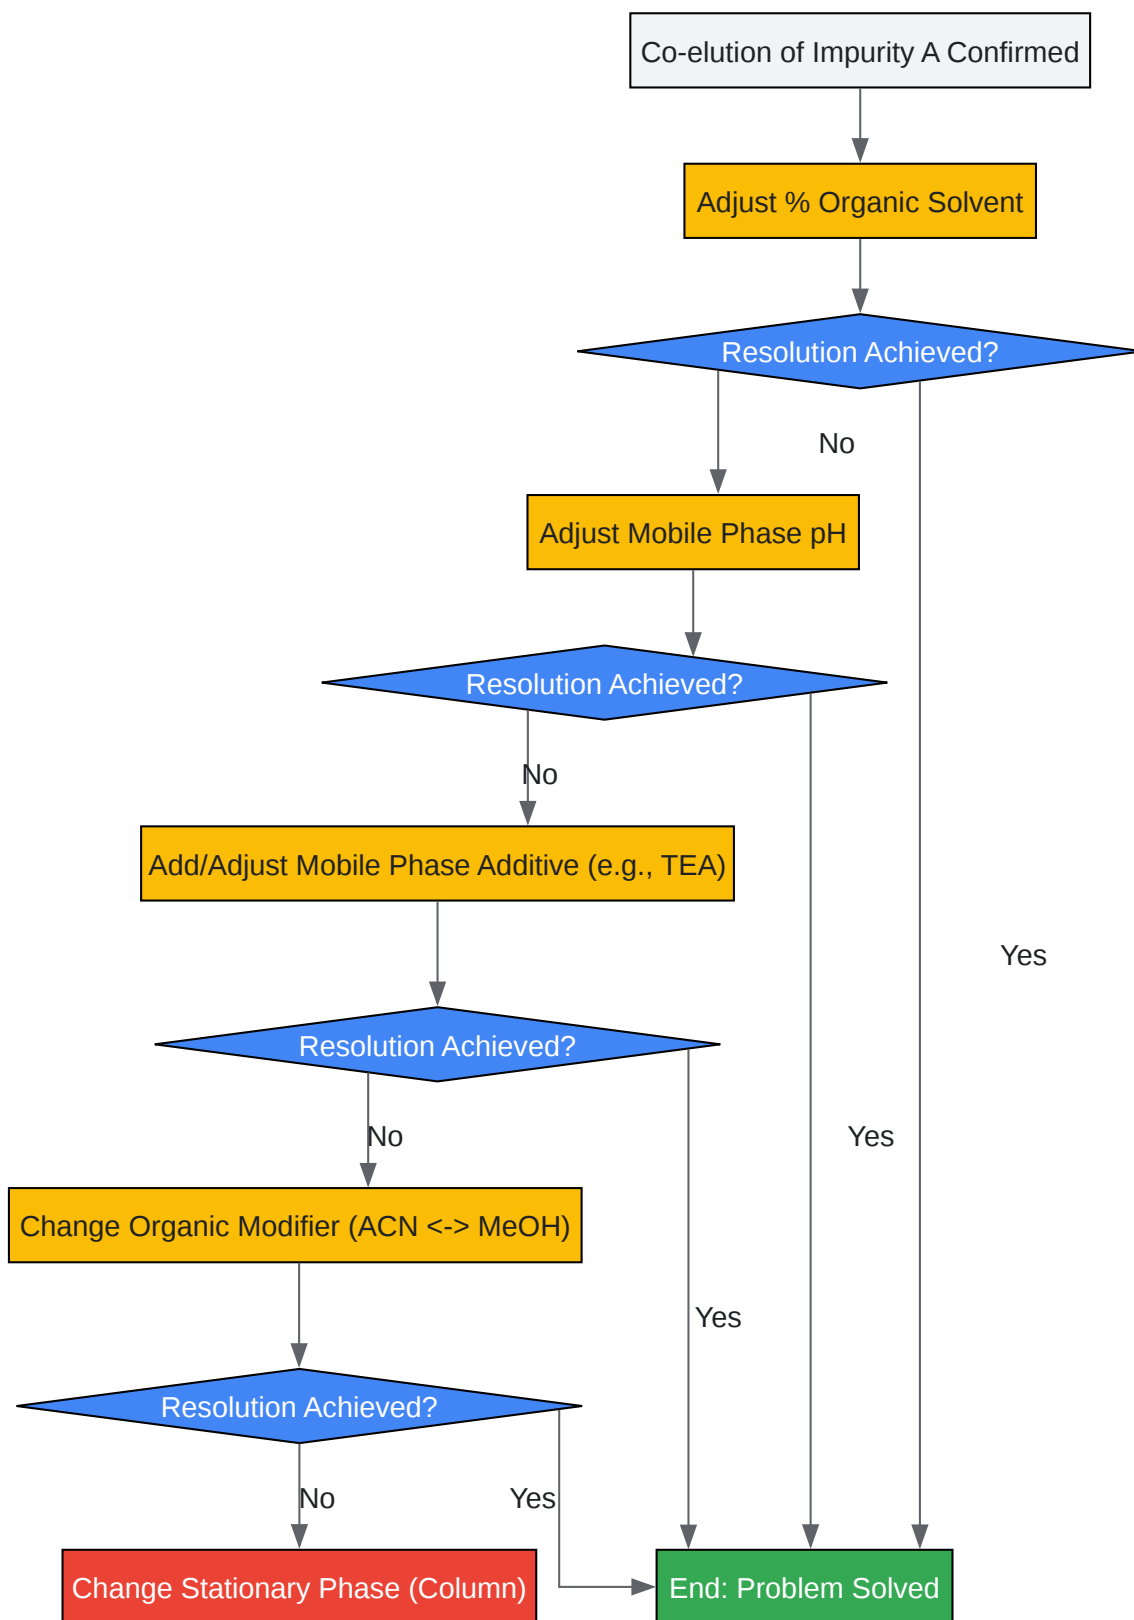 Co-elution of Impurity A Confirmed
Adjust % Organic Solvent
Resolution Achieved?
No
Adjust Mobile Phase pH
Resolution Achieved?
No
Add/Adjust Mobile Phase Additive (e.g., TEA)
Yes
Resolution Achieved?
No
Yes
Change Organic Modifier (ACN <-> MeOH)
Yes
Resolution Achieved?
No
Yes
Change Stationary Phase (Column)
End: Problem Solved